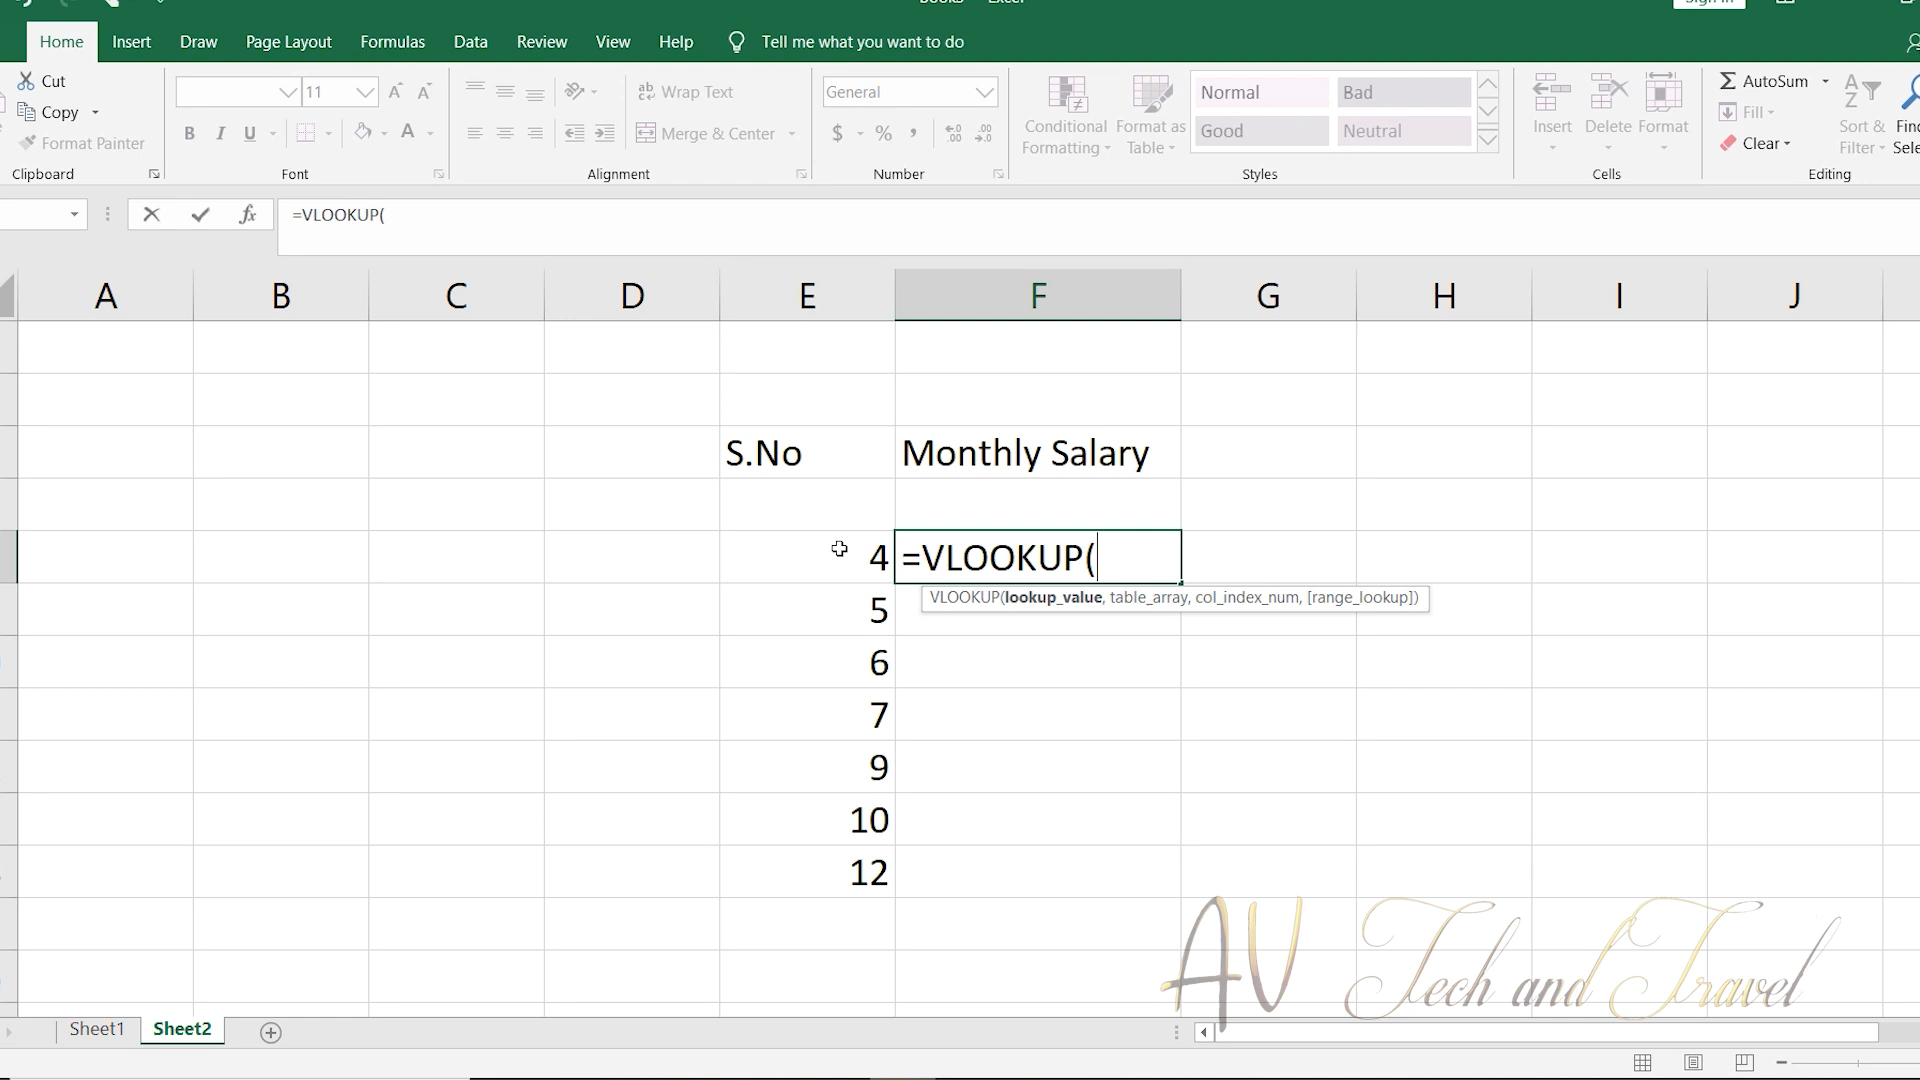 Home Insert Draw Page Layout Formulas Data Review View Help Tell me what you want to do
Cut
Copy
Format Painter
Clipboard
11
B I U A
Font
Wrap Text
Merge & Center
Alignment
General
$ % ,
Number
Conditional Formatting
Format as Table
Normal Bad
Good Neutral
Styles
Insert Delete Format
Cells
AutoSum
Fill
Clear
Sort & Filter
Editing
fx =VLOOKUP(
A B C D E F G H I J
S.No Monthly Salary
4 =VLOOKUP(
VLOOKUP(lookup_value, table_array, col_index_num, [range_lookup])
5
6
7
9
10
12
AV Tech and Travel
Sheet1 Sheet2